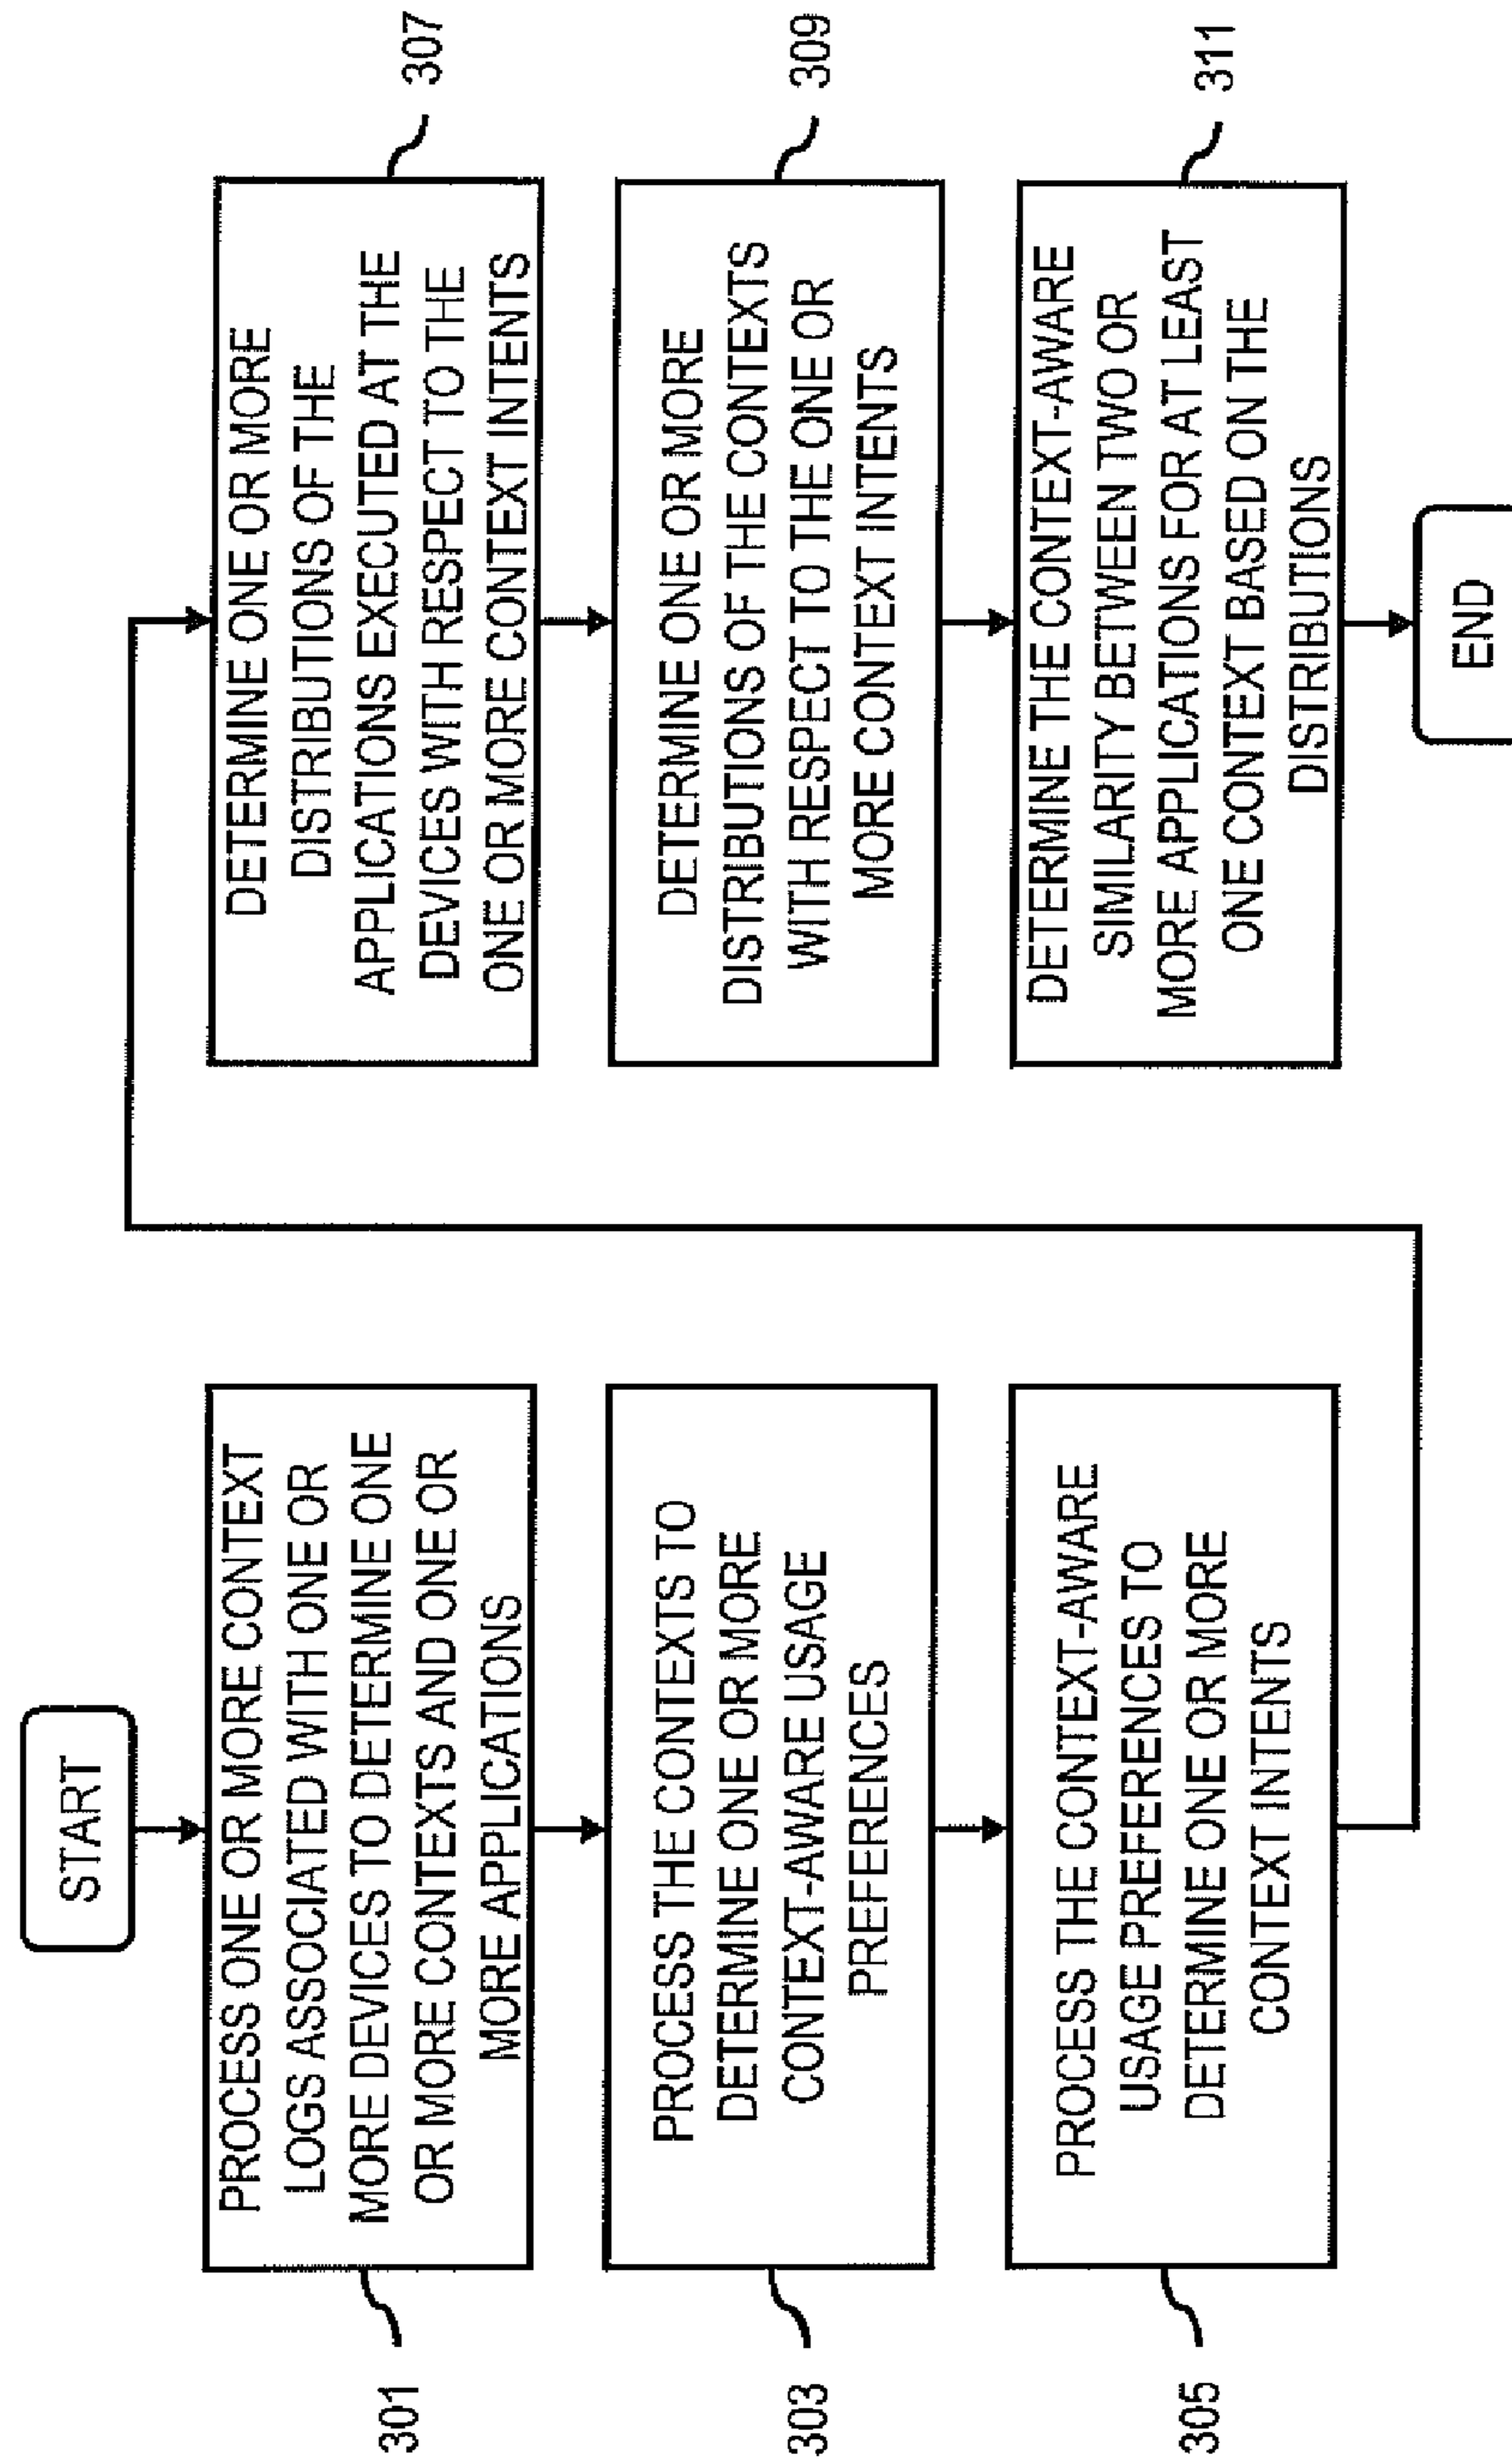 START
PROCESS ONE OR MORE CONTEXT
LOGS ASSOCIATED WITH ONE OR
MORE DEVICES TO DETERMINE ONE
OR MORE CONTEXTS AND ONE OR
MORE APPLICATIONS
301
PROCESS THE CONTEXTS TO
DETERMINE ONE OR MORE
CONTEXT-AWARE USAGE
PREFERENCES
303
PROCESS THE CONTEXT-AWARE
USAGE PREFERENCES TO
DETERMINE ONE OR MORE
CONTEXT INTENTS
305
DETERMINE ONE OR MORE
DISTRIBUTIONS OF THE
APPLICATIONS EXECUTED AT THE
DEVICES WITH RESPECT TO THE
ONE OR MORE CONTEXT INTENTS
307
DETERMINE ONE OR MORE
DISTRIBUTIONS OF THE CONTEXTS
WITH RESPECT TO THE ONE OR
MORE CONTEXT INTENTS
309
DETERMINE THE CONTEXT-AWARE
SIMILARITY BETWEEN TWO OR
MORE APPLICATIONS FOR AT LEAST
ONE CONTEXT BASED ON THE
DISTRIBUTIONS
311
END